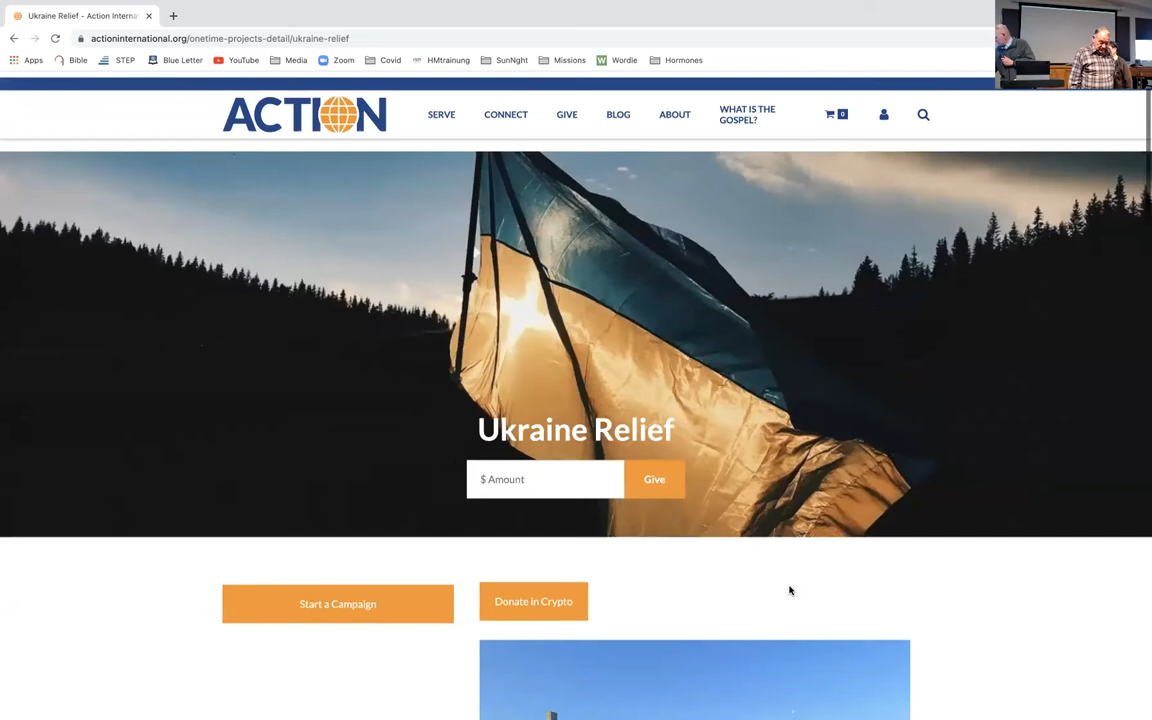 Ukraine Relief - Action Interna
actioninternational.org/onetime-projects-detail/ukraine-relief
Apps Bible STEP Blue Letter YouTube Media Zoom Covid HMtrainung SunNght Missions Wordle Hormones
ACTION
SERVE CONNECT GIVE BLOG ABOUT WHAT IS THE
GOSPEL?
0
Ukraine Relief
$ Amount Give
Start a Campaign Donate in Crypto